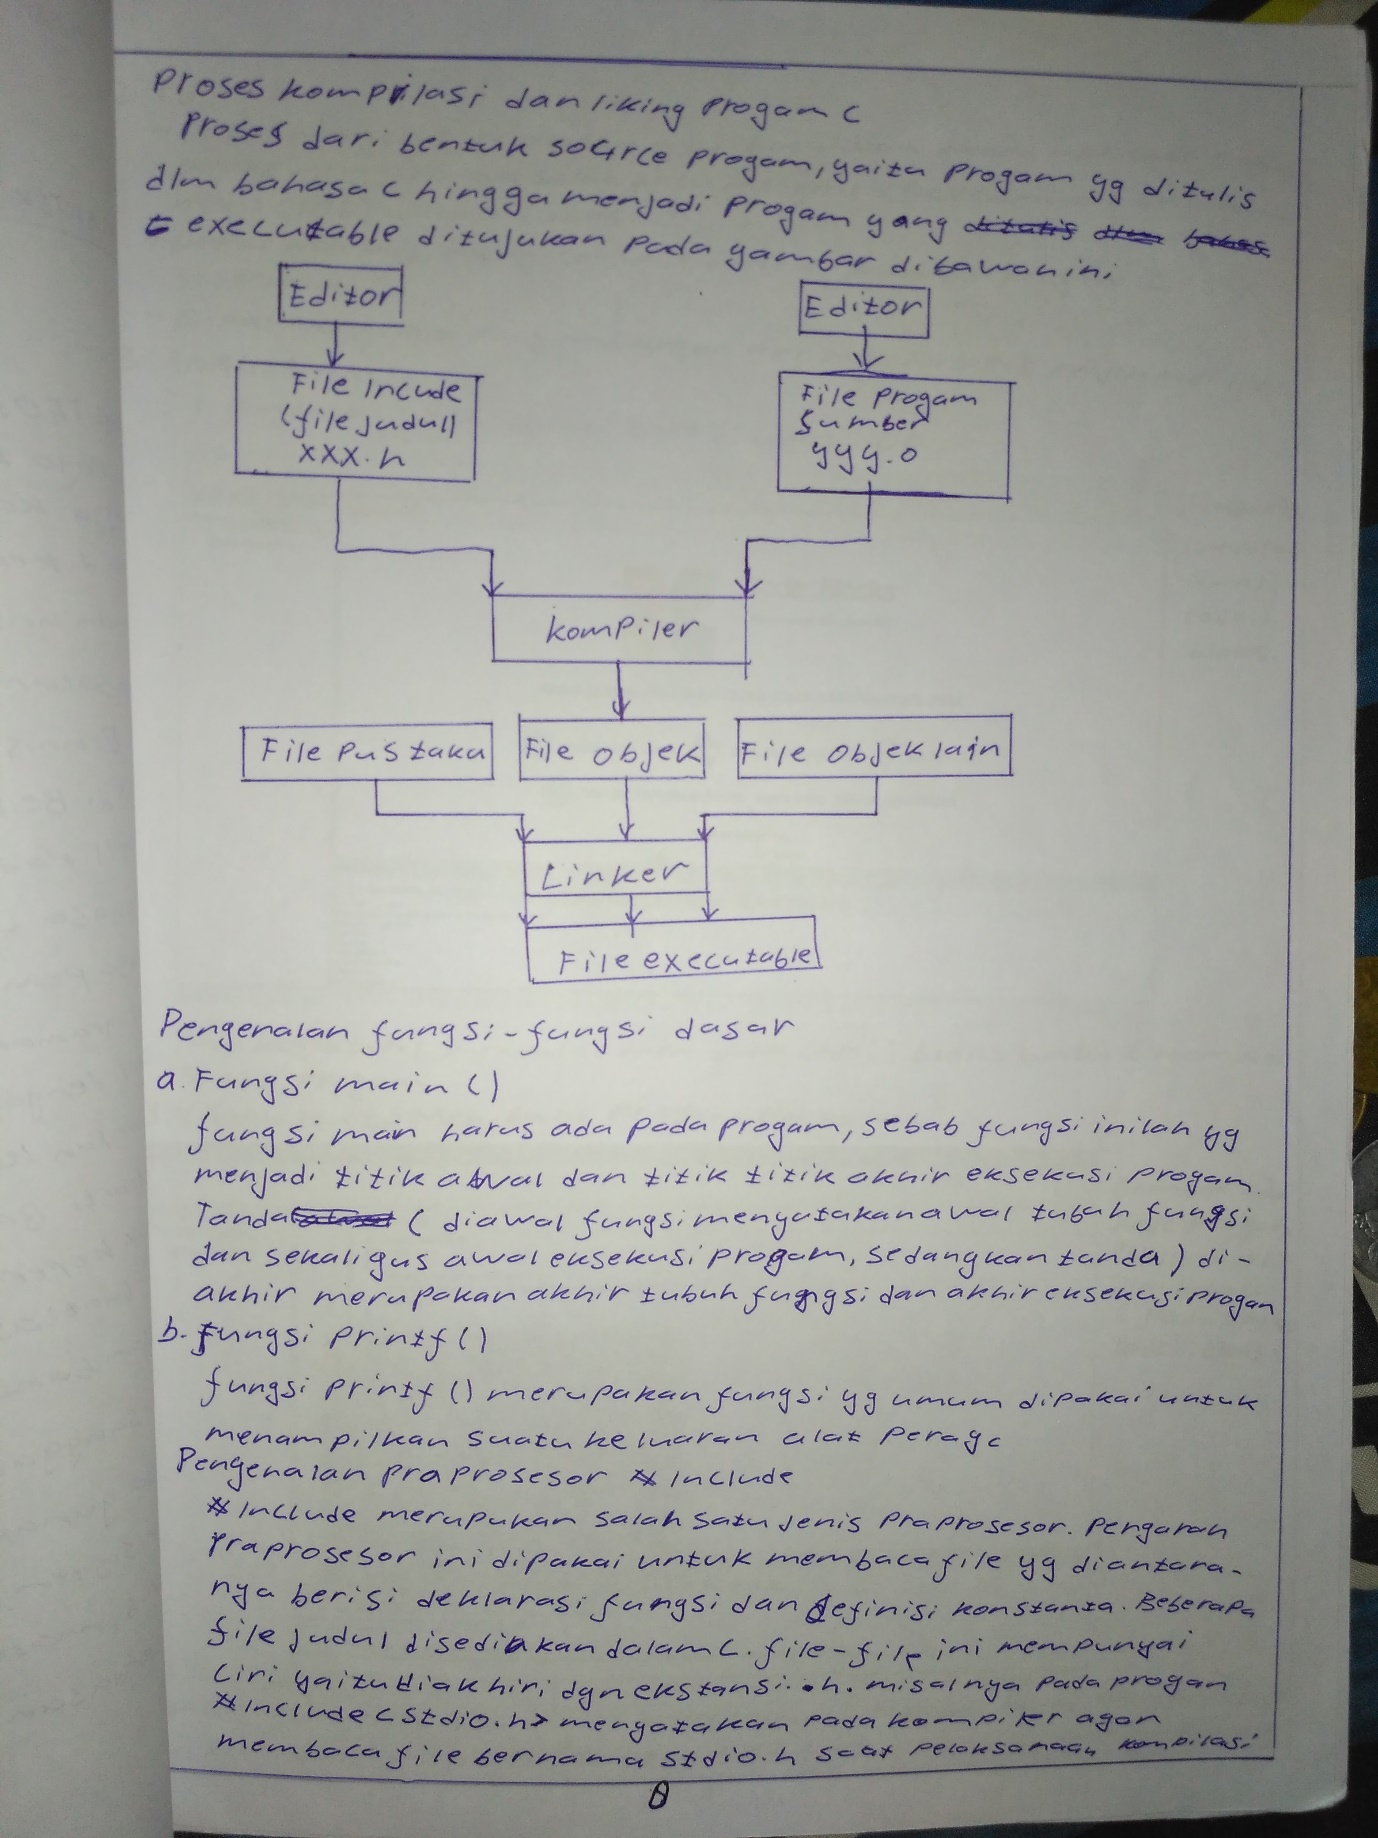 Proses kompilasi dan liking Progam C
Proses dari bentuk source progam, yaitu progam yg ditulis
dlm bahasa C hingga menjadi progam yang
executable ditujukan pada gambar dibawah ini
Editor
Editor
File Incude
(file judul)
xxx.h
File Progam
Sumber
yyy.o
Kompiler
File Pustaka
File Objek
File Objek lain
Linker
File executable
Pengenalan fungsi-fungsi dasar
a. Fungsi main ()
fungsi main harus ada pada progam, sebab fungsi inilah yg
menjadi titik awal dan titik titik akhir eksekusi progam.
Tanda ( diawal fungsi menyatakan awal tubuh fungsi
dan sekaligus awal eksekusi progam, sedangkan tanda ) di-
akhir merupakan akhir tubuh fungsi dan akhir eksekusi progam
b. Fungsi Printf ()
fungsi Printf () merupakan fungsi yg umum dipakai untuk
menampilkan suatu keluaran alat Peraga
Pengenalan praprosesor # Include
# Include merupakan salah satu jenis praprosesor. Pengarah
Praprosesor ini dipakai untuk membaca file yg diantara-
nya berisi deklarasi fungsi dan definisi konstanta. Beberapa
file judul disediakan dalam C. file-file ini mempunyai
Ciri yaitu diakhiri dgn ekstansi .h. misalnya pada progam
# Include <Stdio.h> mengatakan pada kompiler agar
membaca file bernama stdio.h saat pelaksanaan kompilasi
8